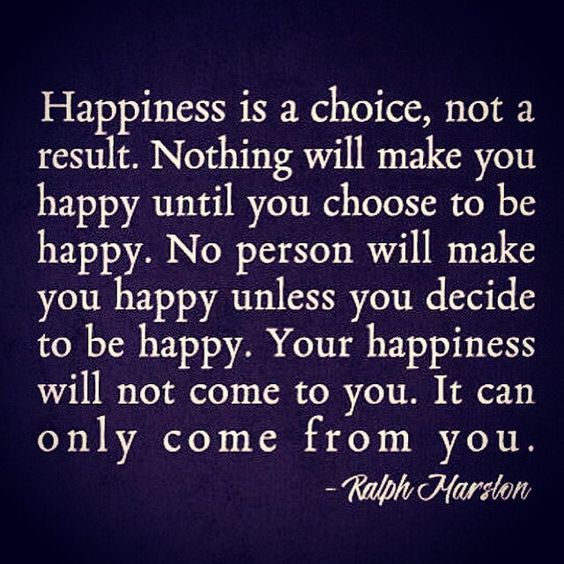 Happiness is a choice, not a
result. Nothing will make you
happy until you choose to be
happy. No person will make
you happy unless you decide
to be happy. Your happiness
will not come to you. It can
only come from you.
- Ralph Marston